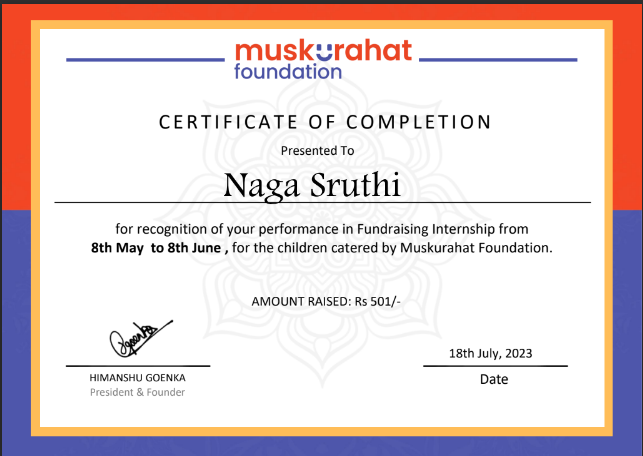 muskurahat
foundation
CERTIFICATE OF COMPLETION
Presented To
Naga Sruthi
for recognition of your performance in Fundraising Internship from
8th May to 8th June , for the children catered by Muskurahat Foundation.
AMOUNT RAISED: Rs 501/-
Goenka
HIMANSHU GOENKA
President & Founder
18th July, 2023
Date